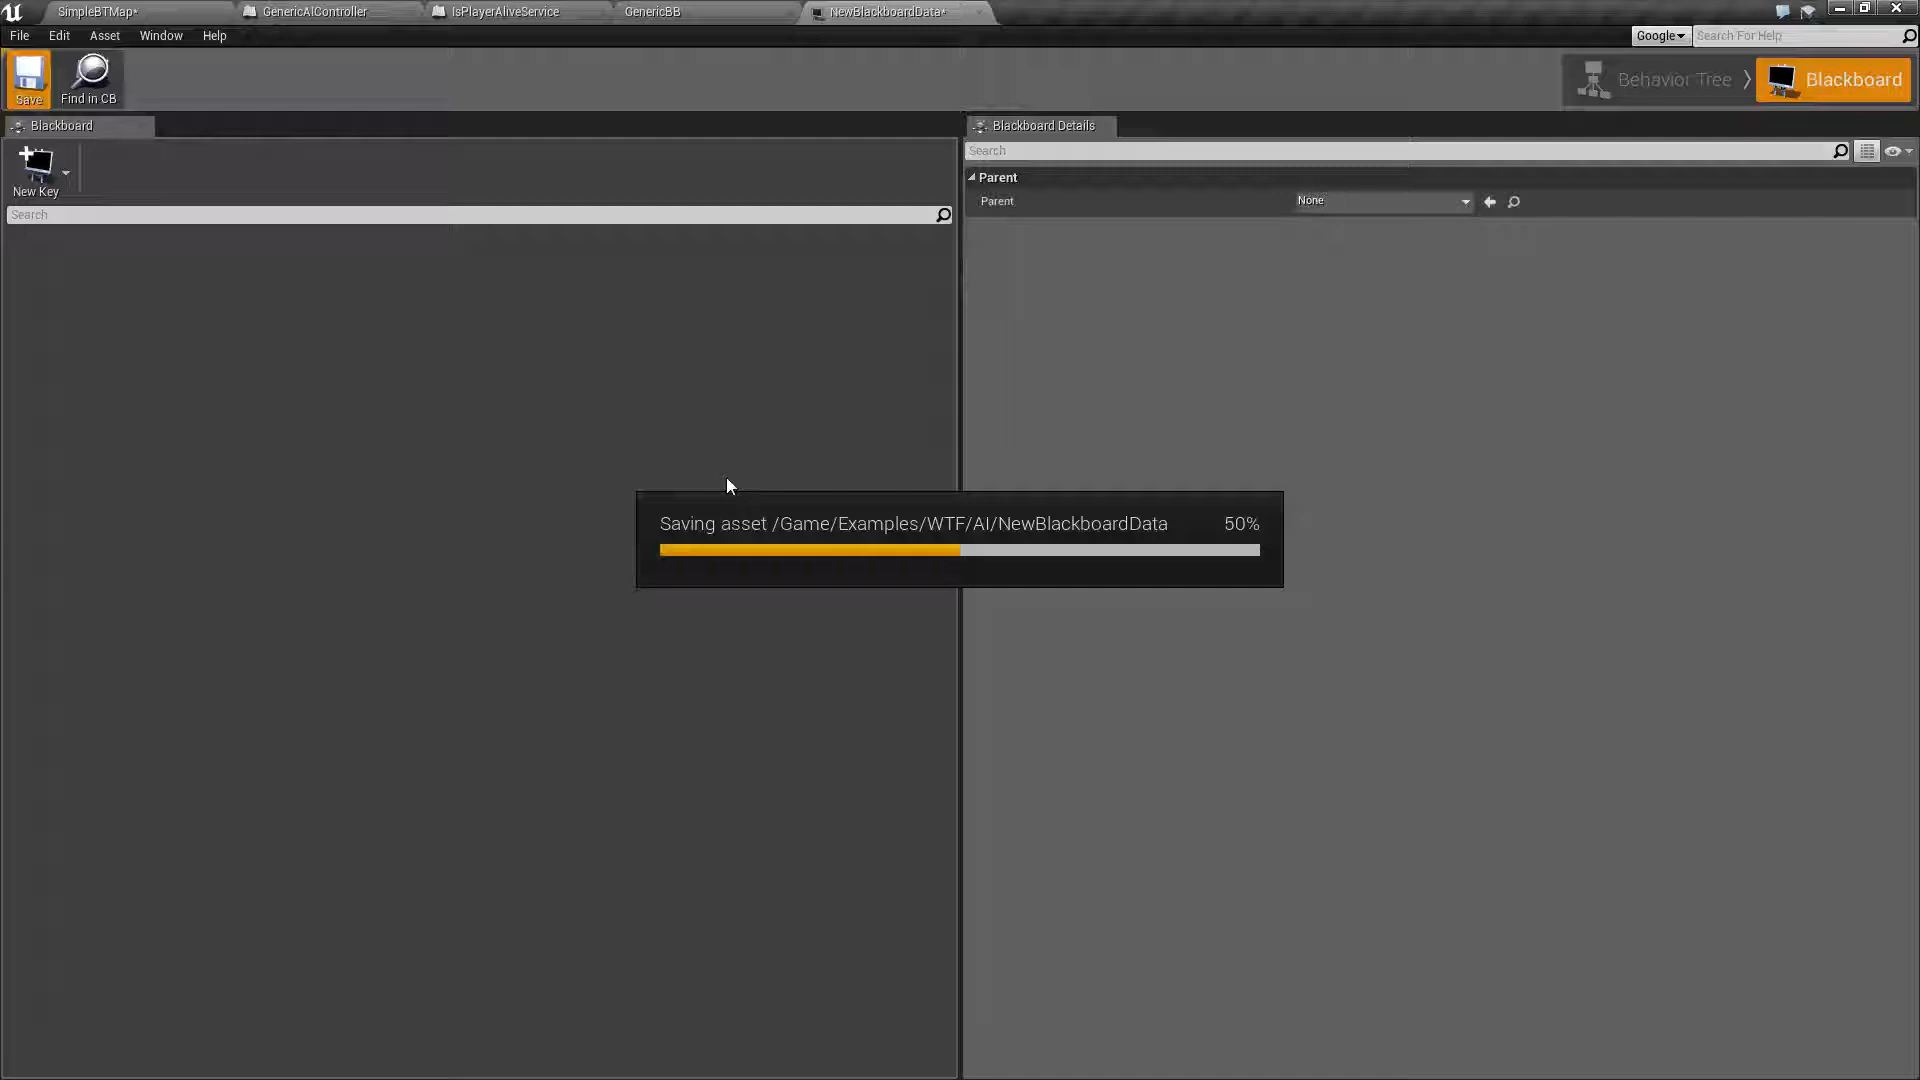 SimpleBTMap*
GenericAIController
IsPlayerAliveService
GenericBB
NewBlackboardData*
File Edit Asset Window Help
Google
Search For Help
Save
Find in CB
Behavior Tree
Blackboard
Blackboard
New Key
Search
Blackboard Details
Search
Parent
Parent None
Saving asset /Game/Examples/WTF/AI/NewBlackboardData 50%